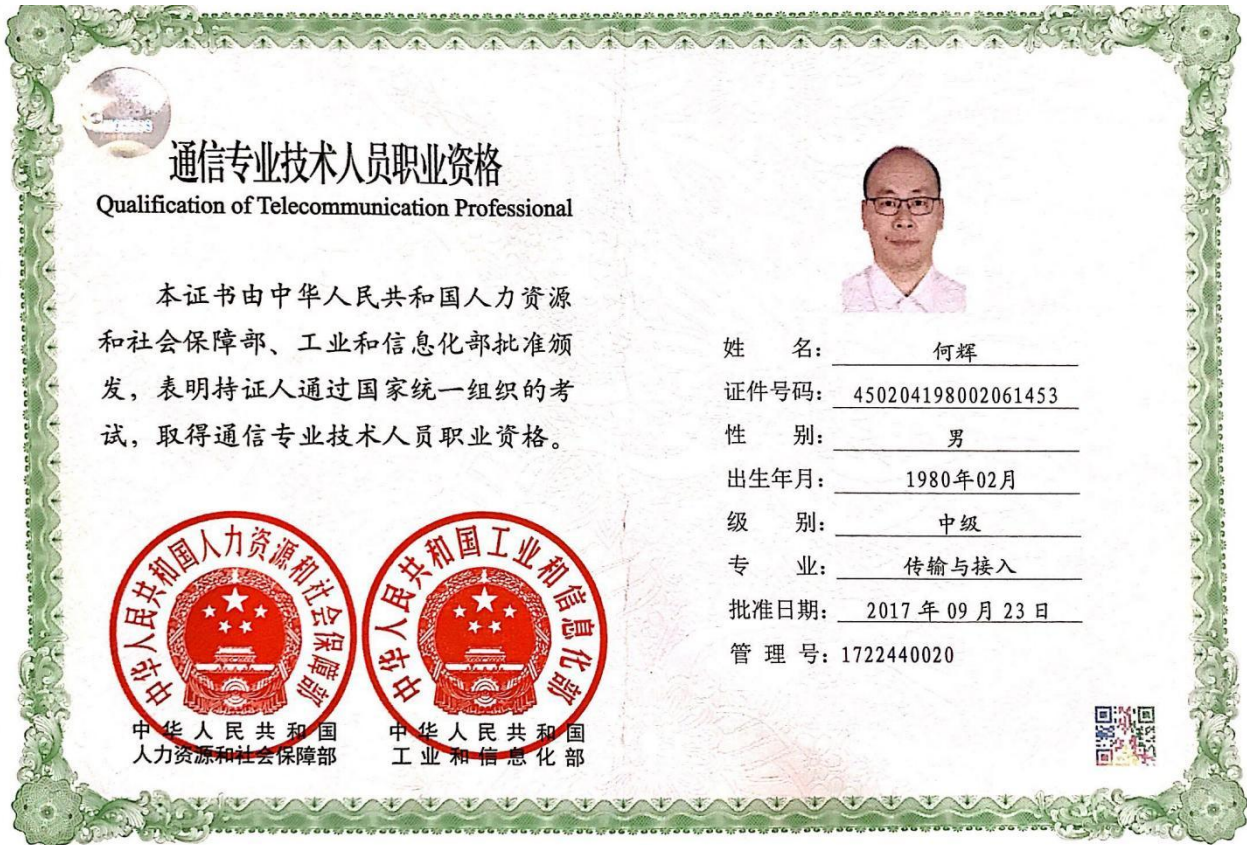 通信专业技术人员职业资格
Qualification of Telecommunication Professional
本证书由中华人民共和国人力资源
和社会保障部、工业和信息化部批准颁
发，表明持证人通过国家统一组织的考
试，取得通信专业技术人员职业资格。
中华人民共和国人力资源和社会保障部
中华人民共和国
人力资源和社会保障部
中华人民共和国工业和信息化部
中华人民共和国
工业和信息化部
姓 名： 何辉
证件号码： 450204198002061453
性 别： 男
出生年月： 1980年02月
级 别： 中级
专 业： 传输与接入
批准日期： 2017 年 09 月 23 日
管 理 号：1722440020